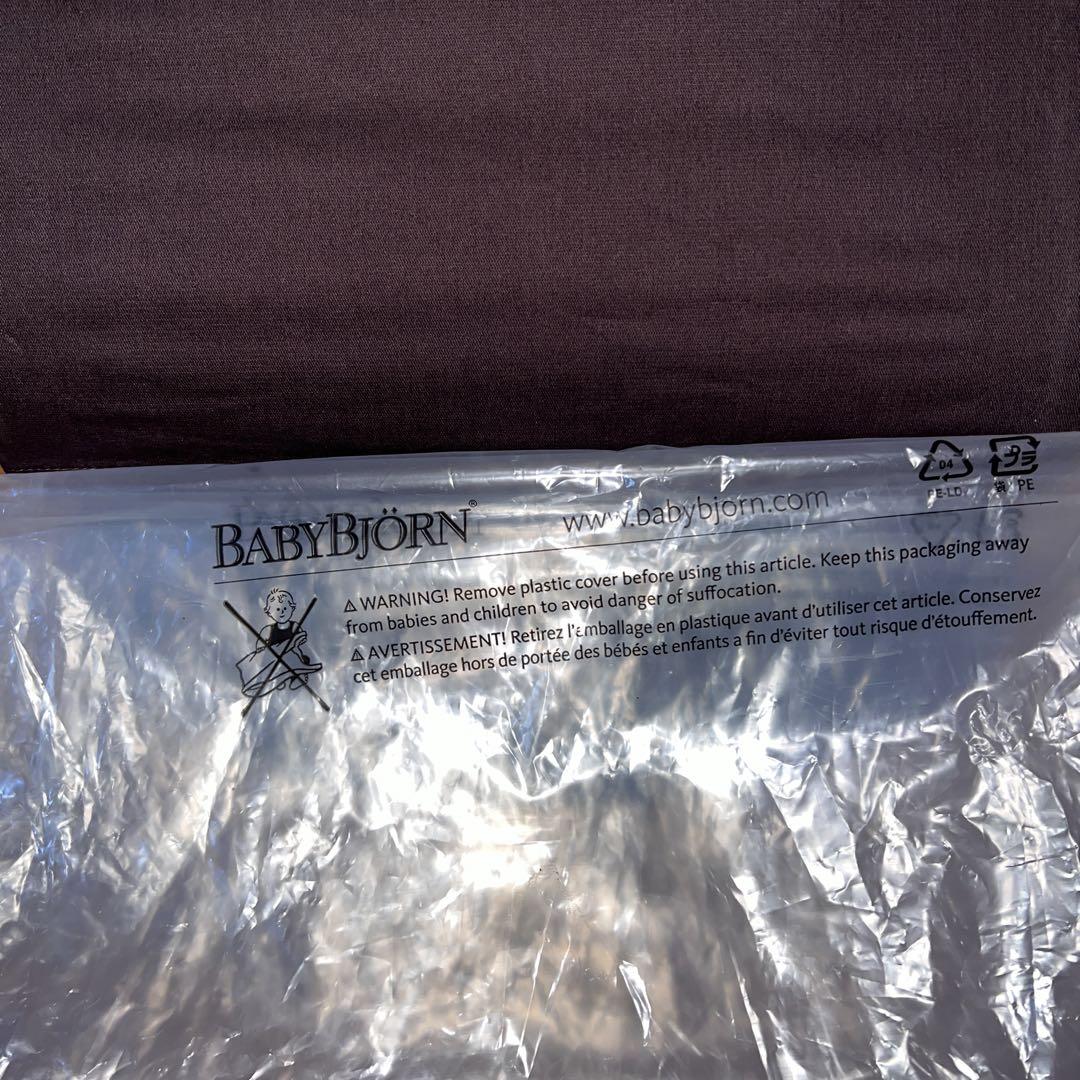 04
PE-LD
袋 PE
BABYBJÖRN®
www.babybjorn.com
⚠ WARNING! Remove plastic cover before using this article. Keep this packaging away
from babies and children to avoid danger of suffocation.
⚠ AVERTISSEMENT! Retirez l'emballage en plastique avant d'utiliser cet article. Conservez
cet emballage hors de portée des bébés et enfants a fin d'éviter tout risque d'étouffement.